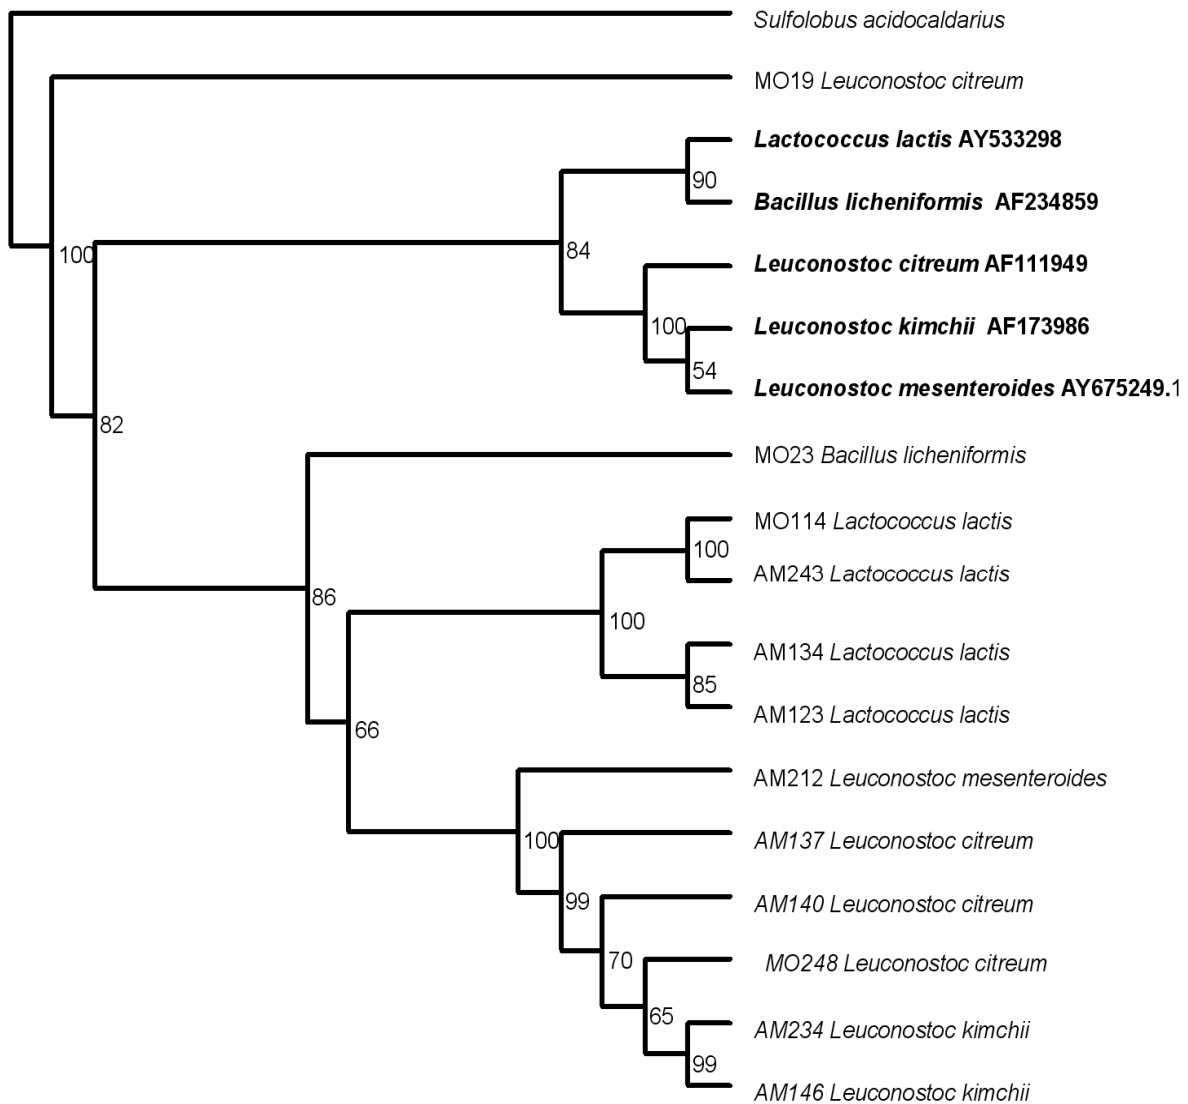 Sulfolobus acidocaldarius
MO19 Leuconostoc citreum
Lactococcus lactis AY533298
90
Bacillus licheniformis AF234859
100
84
Leuconostoc citreum AF111949
Leuconostoc kimchii AF173986
100
54
Leuconostoc mesenteroides AY675249.1
82
MO23 Bacillus licheniformis
MO114 Lactococcus lactis
100
AM243 Lactococcus lactis
86
100
AM134 Lactococcus lactis
85
AM123 Lactococcus lactis
66
AM212 Leuconostoc mesenteroides
100
AM137 Leuconostoc citreum
99
AM140 Leuconostoc citreum
70
MO248 Leuconostoc citreum
65
AM234 Leuconostoc kimchii
99
AM146 Leuconostoc kimchii